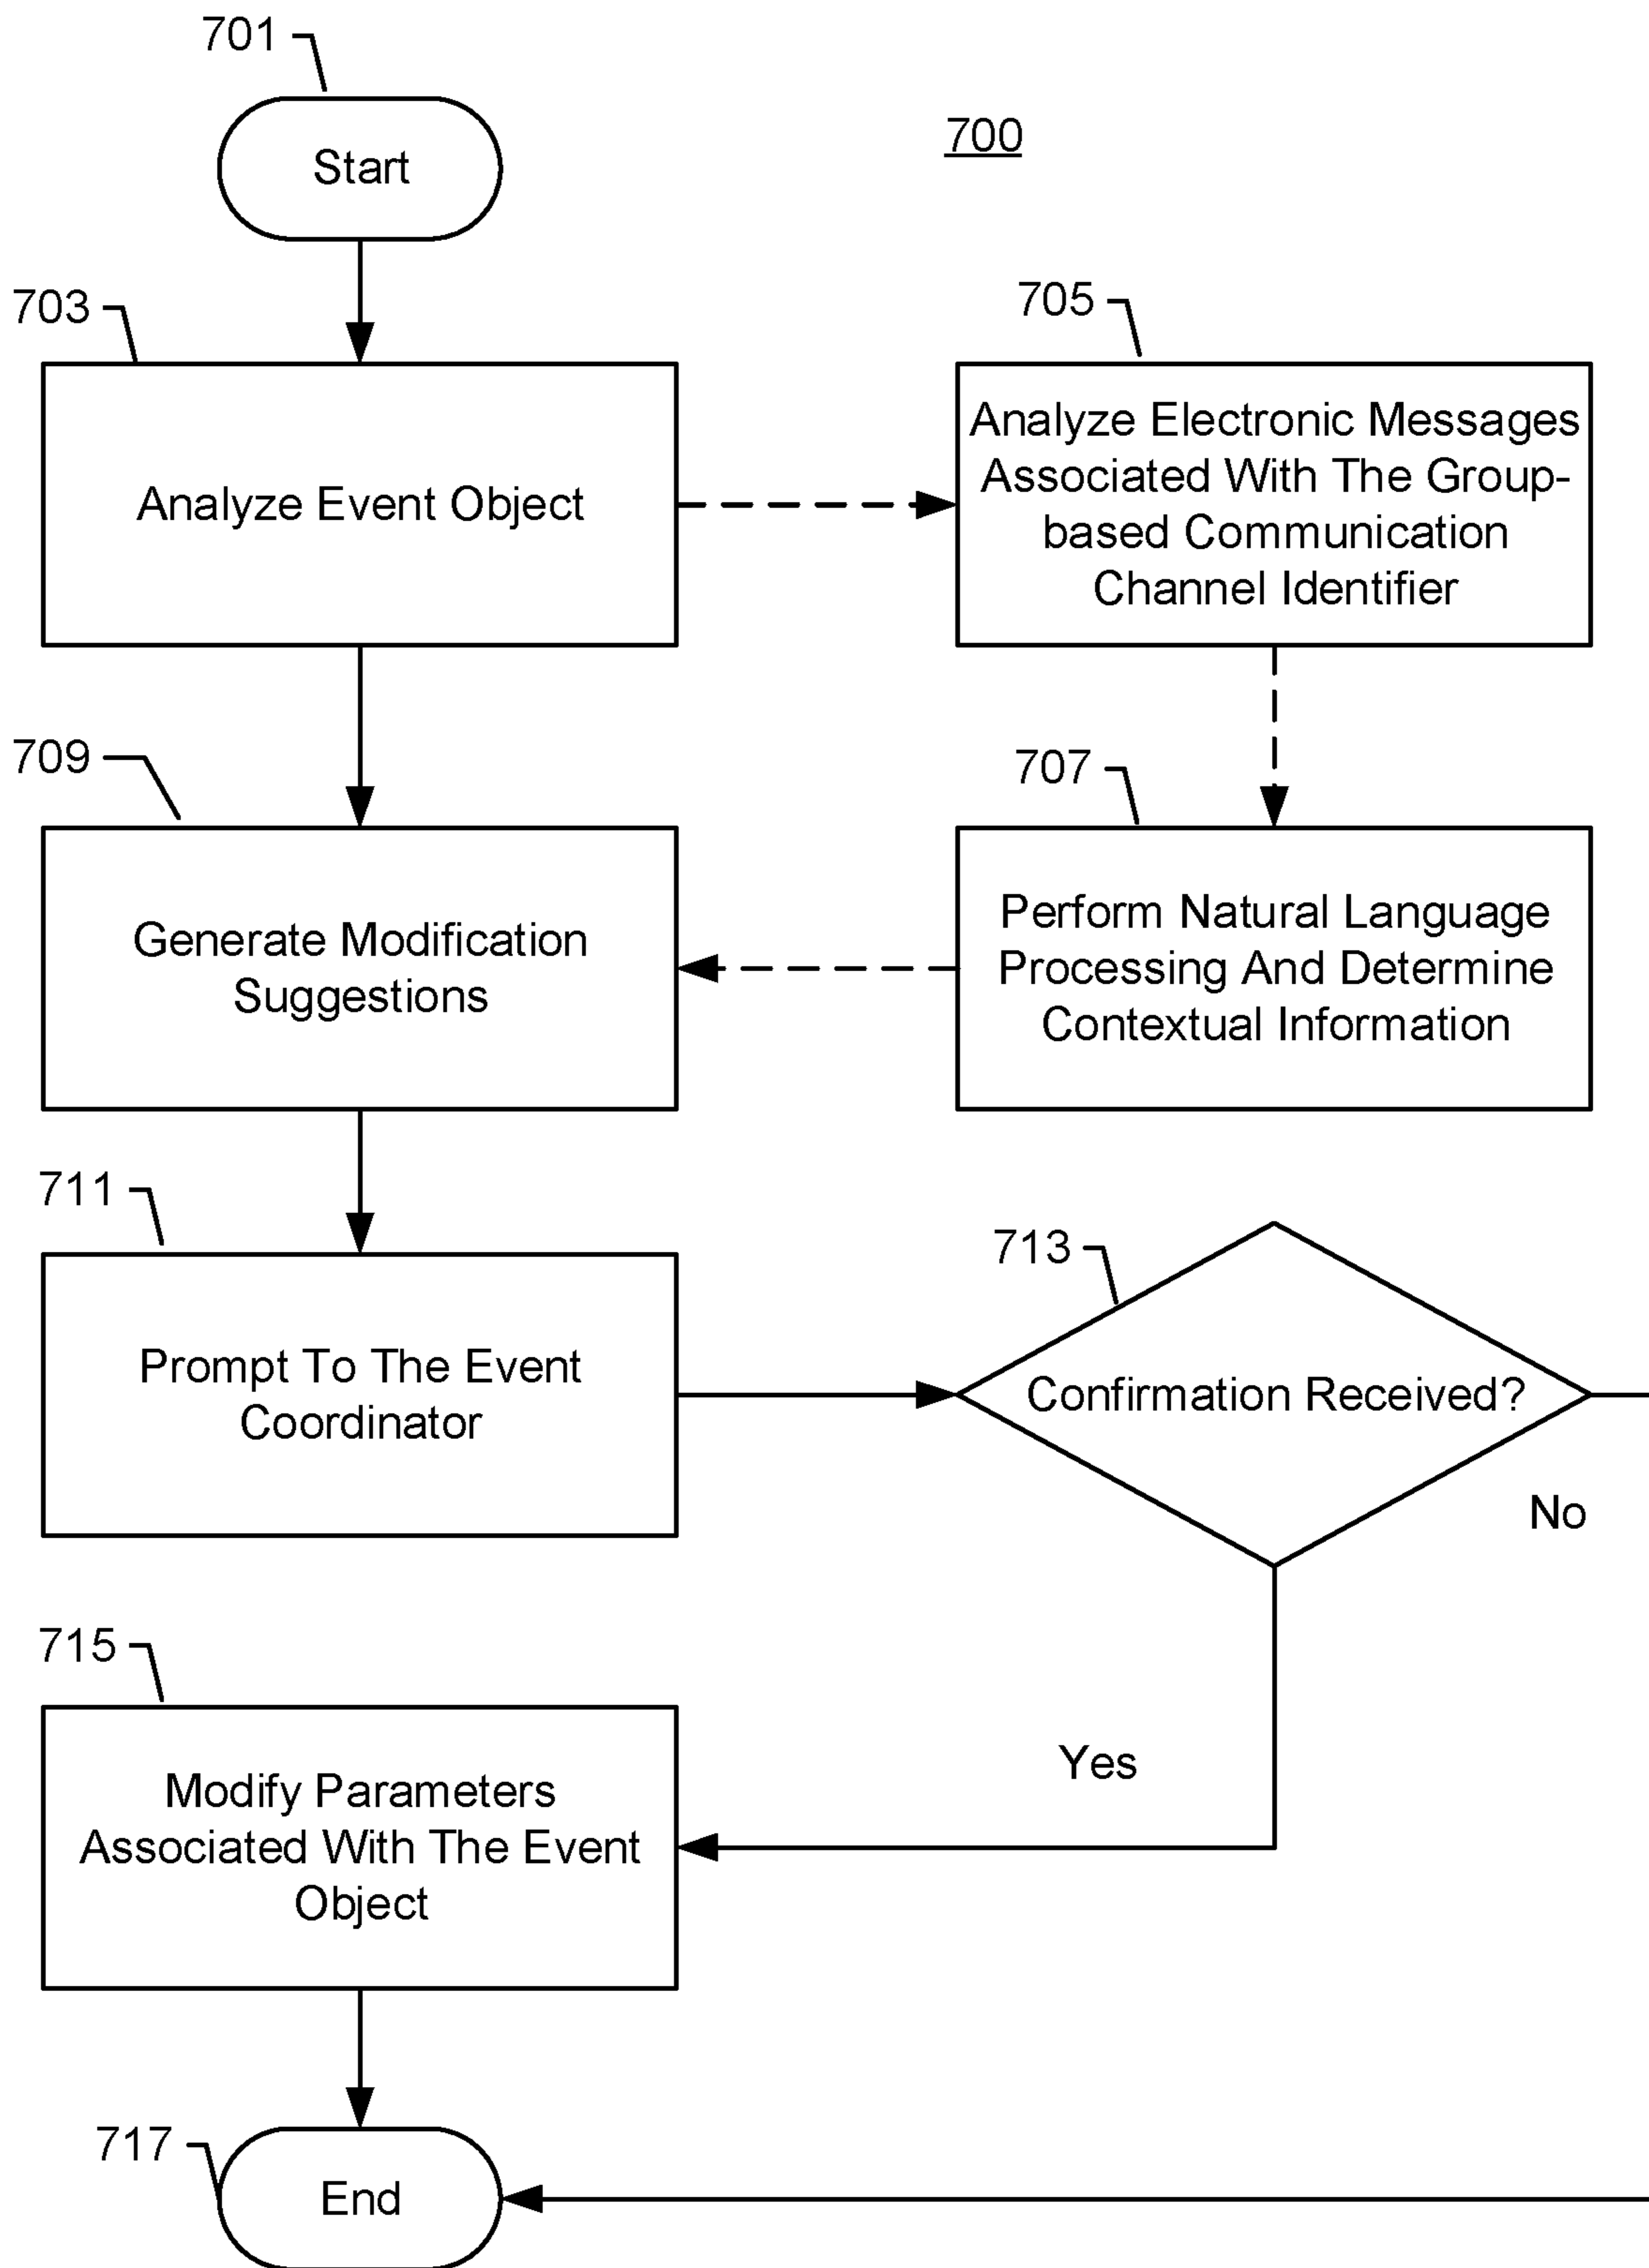 701
700
Start
703
705
Analyze Event Object
Analyze Electronic Messages
Associated With The Group-
based Communication
Channel Identifier
709
707
Generate Modification
Suggestions
Perform Natural Language
Processing And Determine
Contextual Information
711
713
Prompt To The Event
Coordinator
Confirmation Received?
No
715
Yes
Modify Parameters
Associated With The Event
Object
717
End